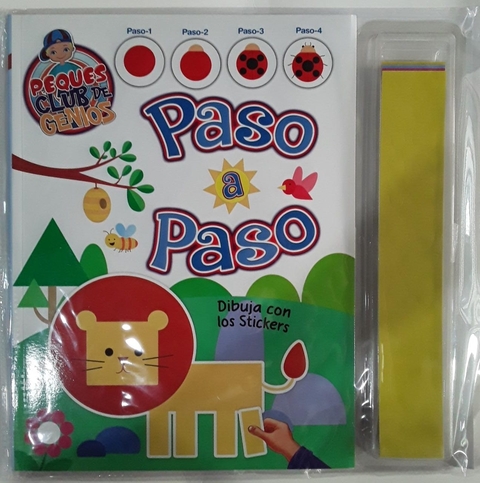 PEQUES
CLUB DE
GENIOS
Paso-1
Paso-2
Paso-3
Paso-4
Paso
a
Paso
Dibuja con
los Stickers